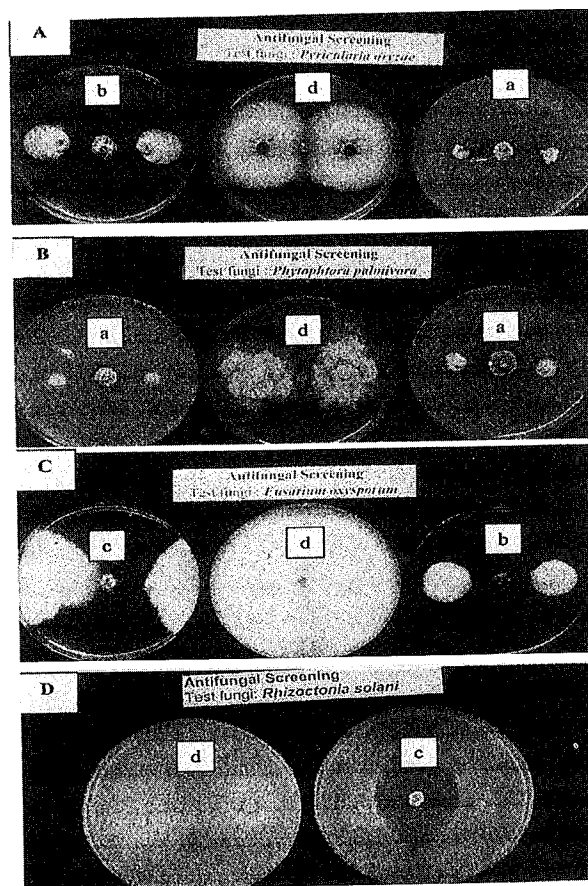 A
Antifungal Screening
Test fungi : Pyricularia oryzae
b
d
a
B
Antifungal Screening
Test fungi : Phytophtora palmivora
a
d
a
C
Antifungal Screening
Test fungi : Fusarium oxysporum
c
d
b
D
Antifungal Screening
Test fungi: Rhizoctonia solani
d
c